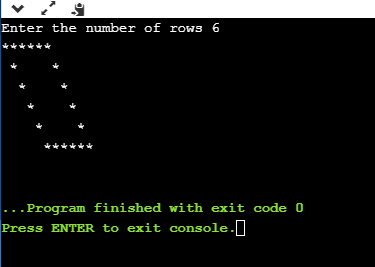 Enter the number of rows 6
******
 *    *
  *    *
   *    *
    *    *
     ******
...Program finished with exit code 0
Press ENTER to exit console.